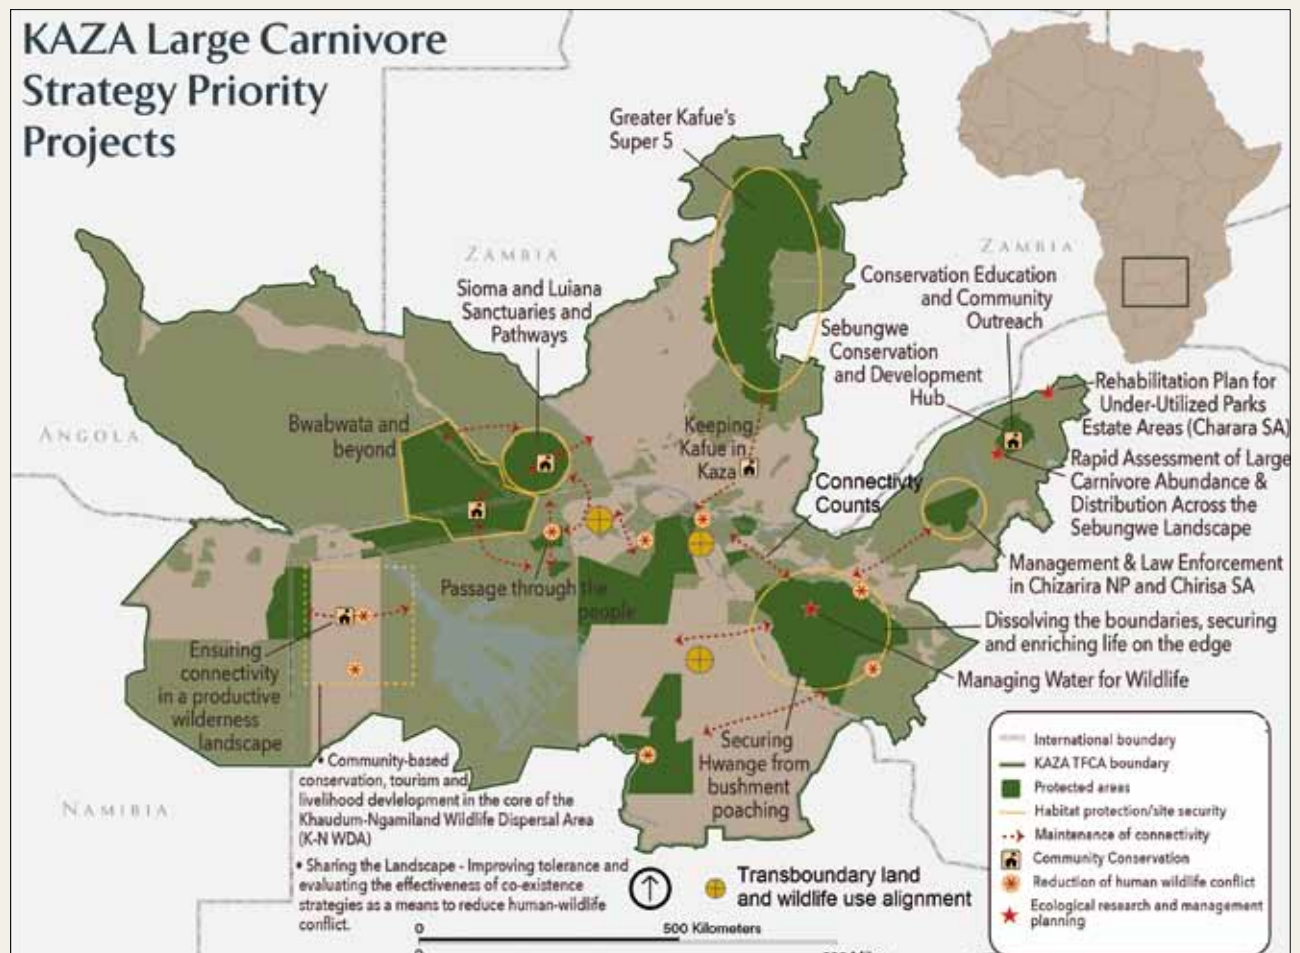 KAZA Large Carnivore
Strategy Priority
Projects
Greater Kafue's
Super 5
ZAMBIA
ZAMBIA
Sioma and Luiana
Sanctuaries and
Pathways
Conservation Education
and Community
Outreach
Sebungwe
Conservation
and Development
Hub
Rehabilitation Plan for
Under-Utilized Parks
Estate Areas (Charara SA)
ANGOLA
Bwabwata and
beyond
Keeping
Kafue in
Kaza
Connectivty
Counts
Rapid Assessment of Large
Carnivore Abundance &
Distribution Across the
Sebungwe Landscape
Management & Law Enforcement
in Chizarira NP and Chirisa SA
Passage through the
people
Dissolving the boundaries, securing
and enriching life on the edge
Managing Water for Wildlife
Ensuring
connectivity
in a productive
wilderness
landscape
Securing
Hwange from
bushment
poaching
NAMIBIA
• Community-based
conservation, tourism and
livelihood devlelopment in the core of the
Khaudum-Ngamiland Wildlife Dispersal Area
(K-N WDA)
• Sharing the Landscape - Improving tolerance and
evaluating the effectiveness of co-existence
strategies as a means to reduce human-wildlife
conflict.
Transboundary land
and wildlife use alignment
0
500 Kilometers
International boundary
KAZA TFCA boundary
Protected areas
Habitat protection/site security
Maintenance of connectivity
Community Conservation
Reduction of human wildlife conflict
Ecological research and management
planning